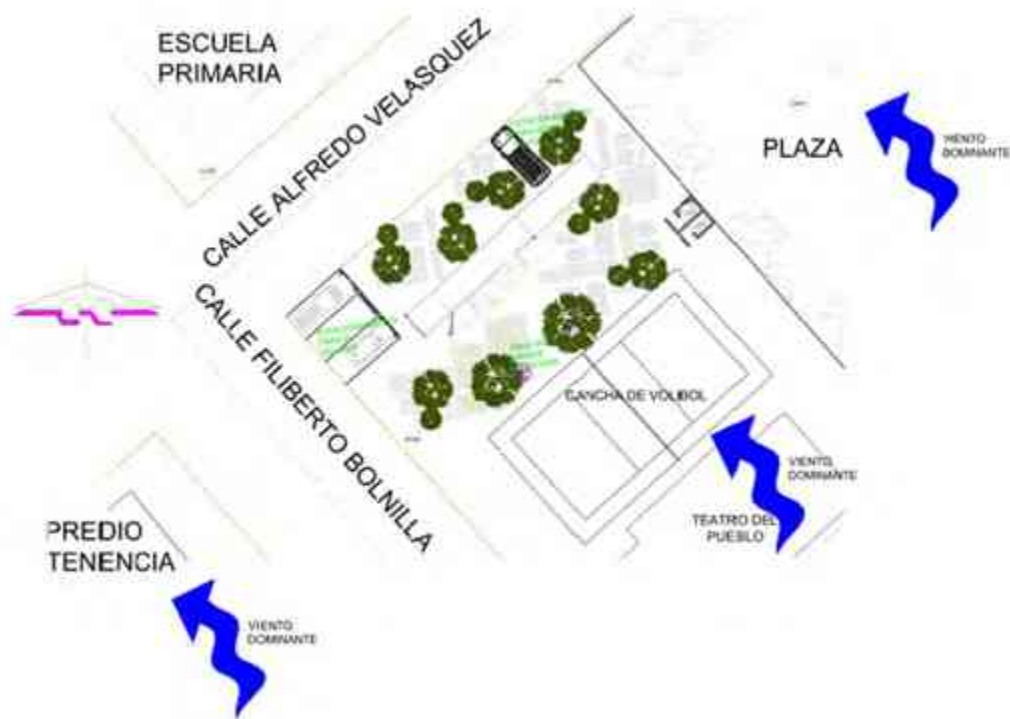 ESCUELA
PRIMARIA
CALLE ALFREDO VELASQUEZ
PLAZA
VIENTO
DOMINANTE
CALLE FILIBERTO BOLNILLA
CANCHA DE VOLIBOL
VIENTO
DOMINANTE
TEATRO DEL
PUEBLO
PREDIO
TENENCIA
VIENTO
DOMINANTE